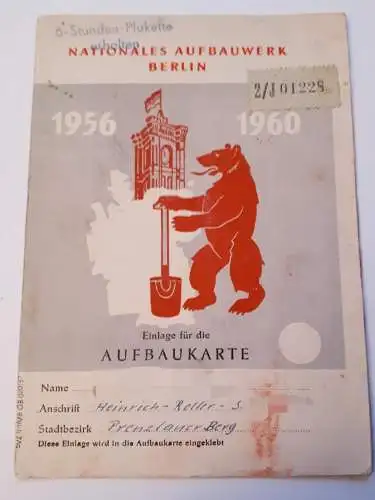 6-Stunden-Plakette
erhalten
NATIONALES AUFBAUWERK
BERLIN
2/J 01228
1956 1960
Einlage für die
AUFBAUKARTE
Name
Anschrift Heinrich-Roller-S.
Stadtbezirk Prenzlauer Berg
Diese Einlage wird in die Aufbaukarte eingeklebt